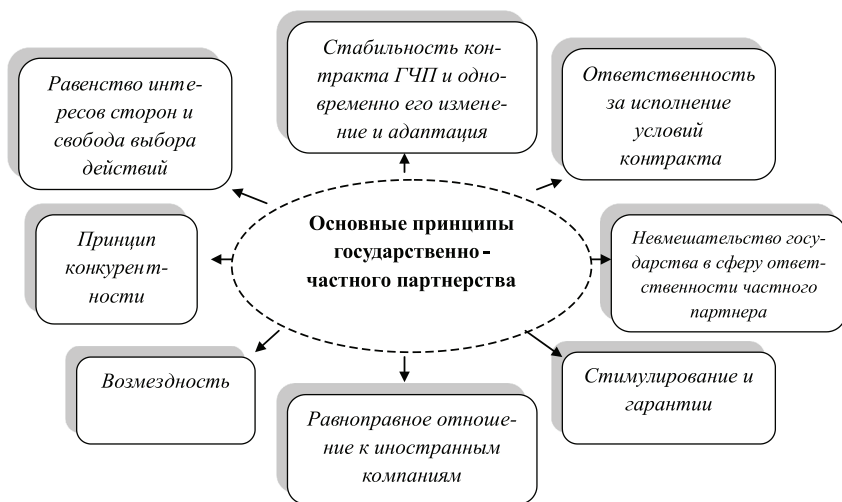 Стабильность кон-
тракта ГЧП и одно-
временно его измене-
ние и адаптация
Равенство инте-
ресов сторон и
свобода выбора
действий
Ответственность
за исполнение
условий
контракта
Основные принципы
государственно-
частного партнерства
Принцип
конкурент-
ности
Невмешательство госу-
дарства в сферу ответ-
ственности частного
партнера
Возмездность
Стимулирование и
гарантии
Равноправное отноше-
ние к иностранным
компаниям